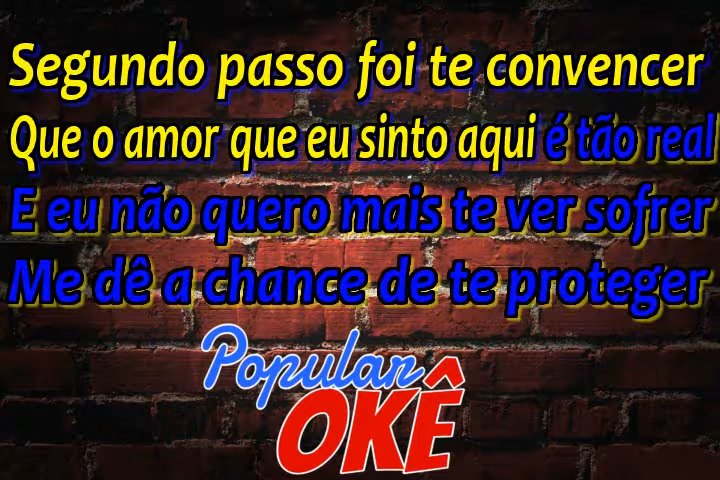 Segundo passo foi te convencer
Que o amor que eu sinto aqui é tão real
E eu não quero mais te ver sofrer
Me dê a chance de te proteger
Popular
OKÊ